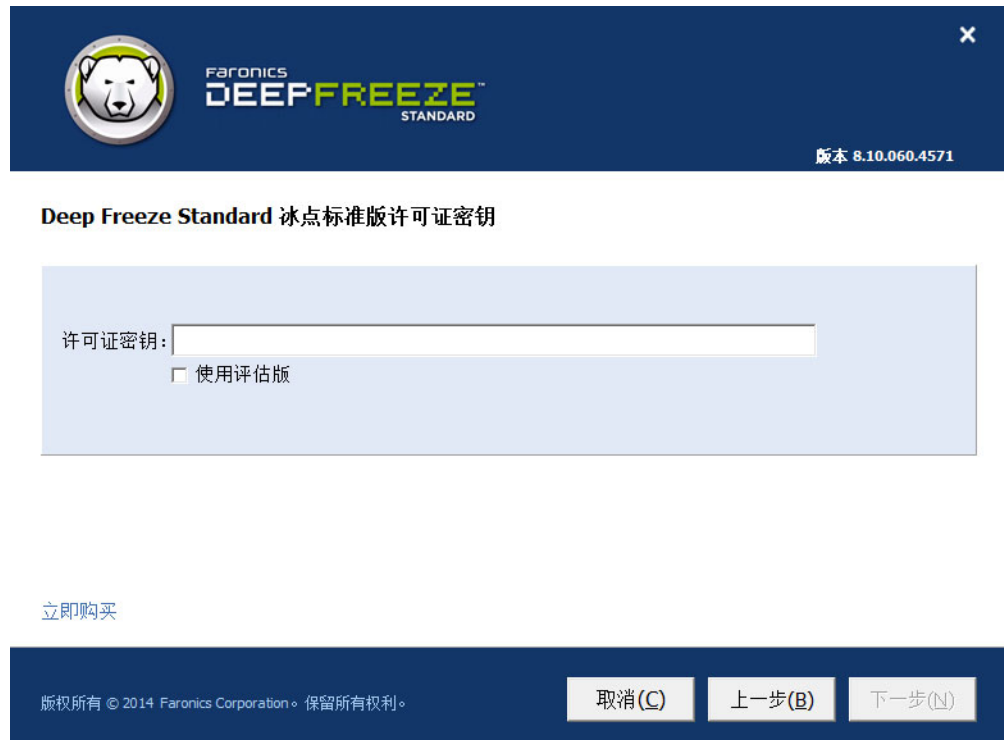 Faronics
DEEPFREEZE™
STANDARD
版本 8.10.060.4571
Deep Freeze Standard 冰点标准版许可证密钥
许可证密钥：
使用评估版
立即购买
版权所有 © 2014 Faronics Corporation。保留所有权利。
取消(C) 上一步(B) 下一步(N)